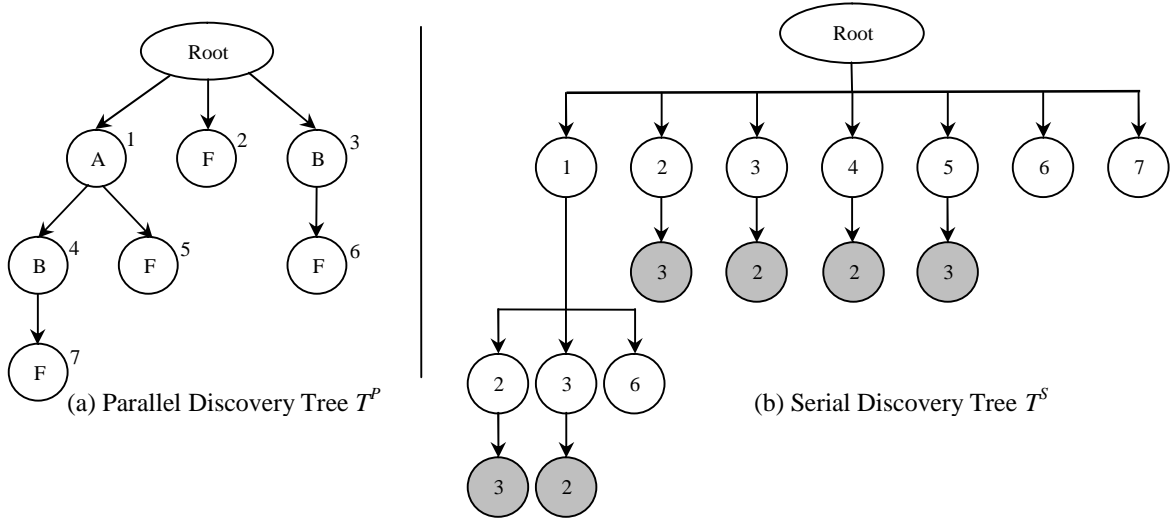 Root
A 1
F 2
B 3
B 4
F 5
F 6
F 7
(a) Parallel Discovery Tree T^P
Root
1 2 3 4 5 6 7
3 2 2 3
2 3 6
3 2
(b) Serial Discovery Tree T^S